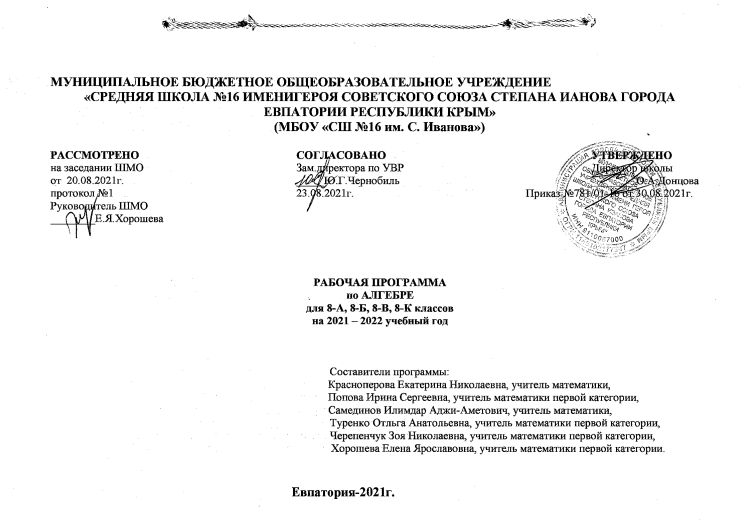 МУНИЦИПАЛЬНОЕ БЮДЖЕТНОЕ ОБЩЕОБРАЗОВАТЕЛЬНОЕ УЧРЕЖДЕНИЕ
«СРЕДНЯЯ ШКОЛА №16 ИМЕНИГЕРОЯ СОВЕТСКОГО СОЮЗА СТЕПАНА ИАНОВА ГОРОДА
ЕВПАТОРИИ РЕСПУБЛИКИ КРЫМ»
(МБОУ «СШ №16 им. С. Иванова»)
РАССМОТРЕНО СОГЛАСОВАНО УТВЕРЖДЕНО
на заседании ШМО Зам.директора по УВР Директор школы
от 20.08.2021г. Ю.Г.Чернобиль О.А.Донцова
протокол №1 23.08.2021г. Приказ №781/01-16 от 30.08.2021г.
Руководитель ШМО
Е.Я.Хорошева
РАБОЧАЯ ПРОГРАММА
по АЛГЕБРЕ
для 8-А, 8-Б, 8-В, 8-К классов
на 2021 – 2022 учебный год
Составители программы:
Красноперова Екатерина Николаевна, учитель математики,
Попова Ирина Сергеевна, учитель математики первой категории,
Самединов Илимдар Аджи-Аметович, учитель математики,
Туренко Отльга Анатольевна, учитель математики первой категории,
Черепенчук Зоя Николаевна, учитель математики первой категории,
Хорошева Елена Ярославовна, учитель математики первой категории.
Евпатория-2021г.